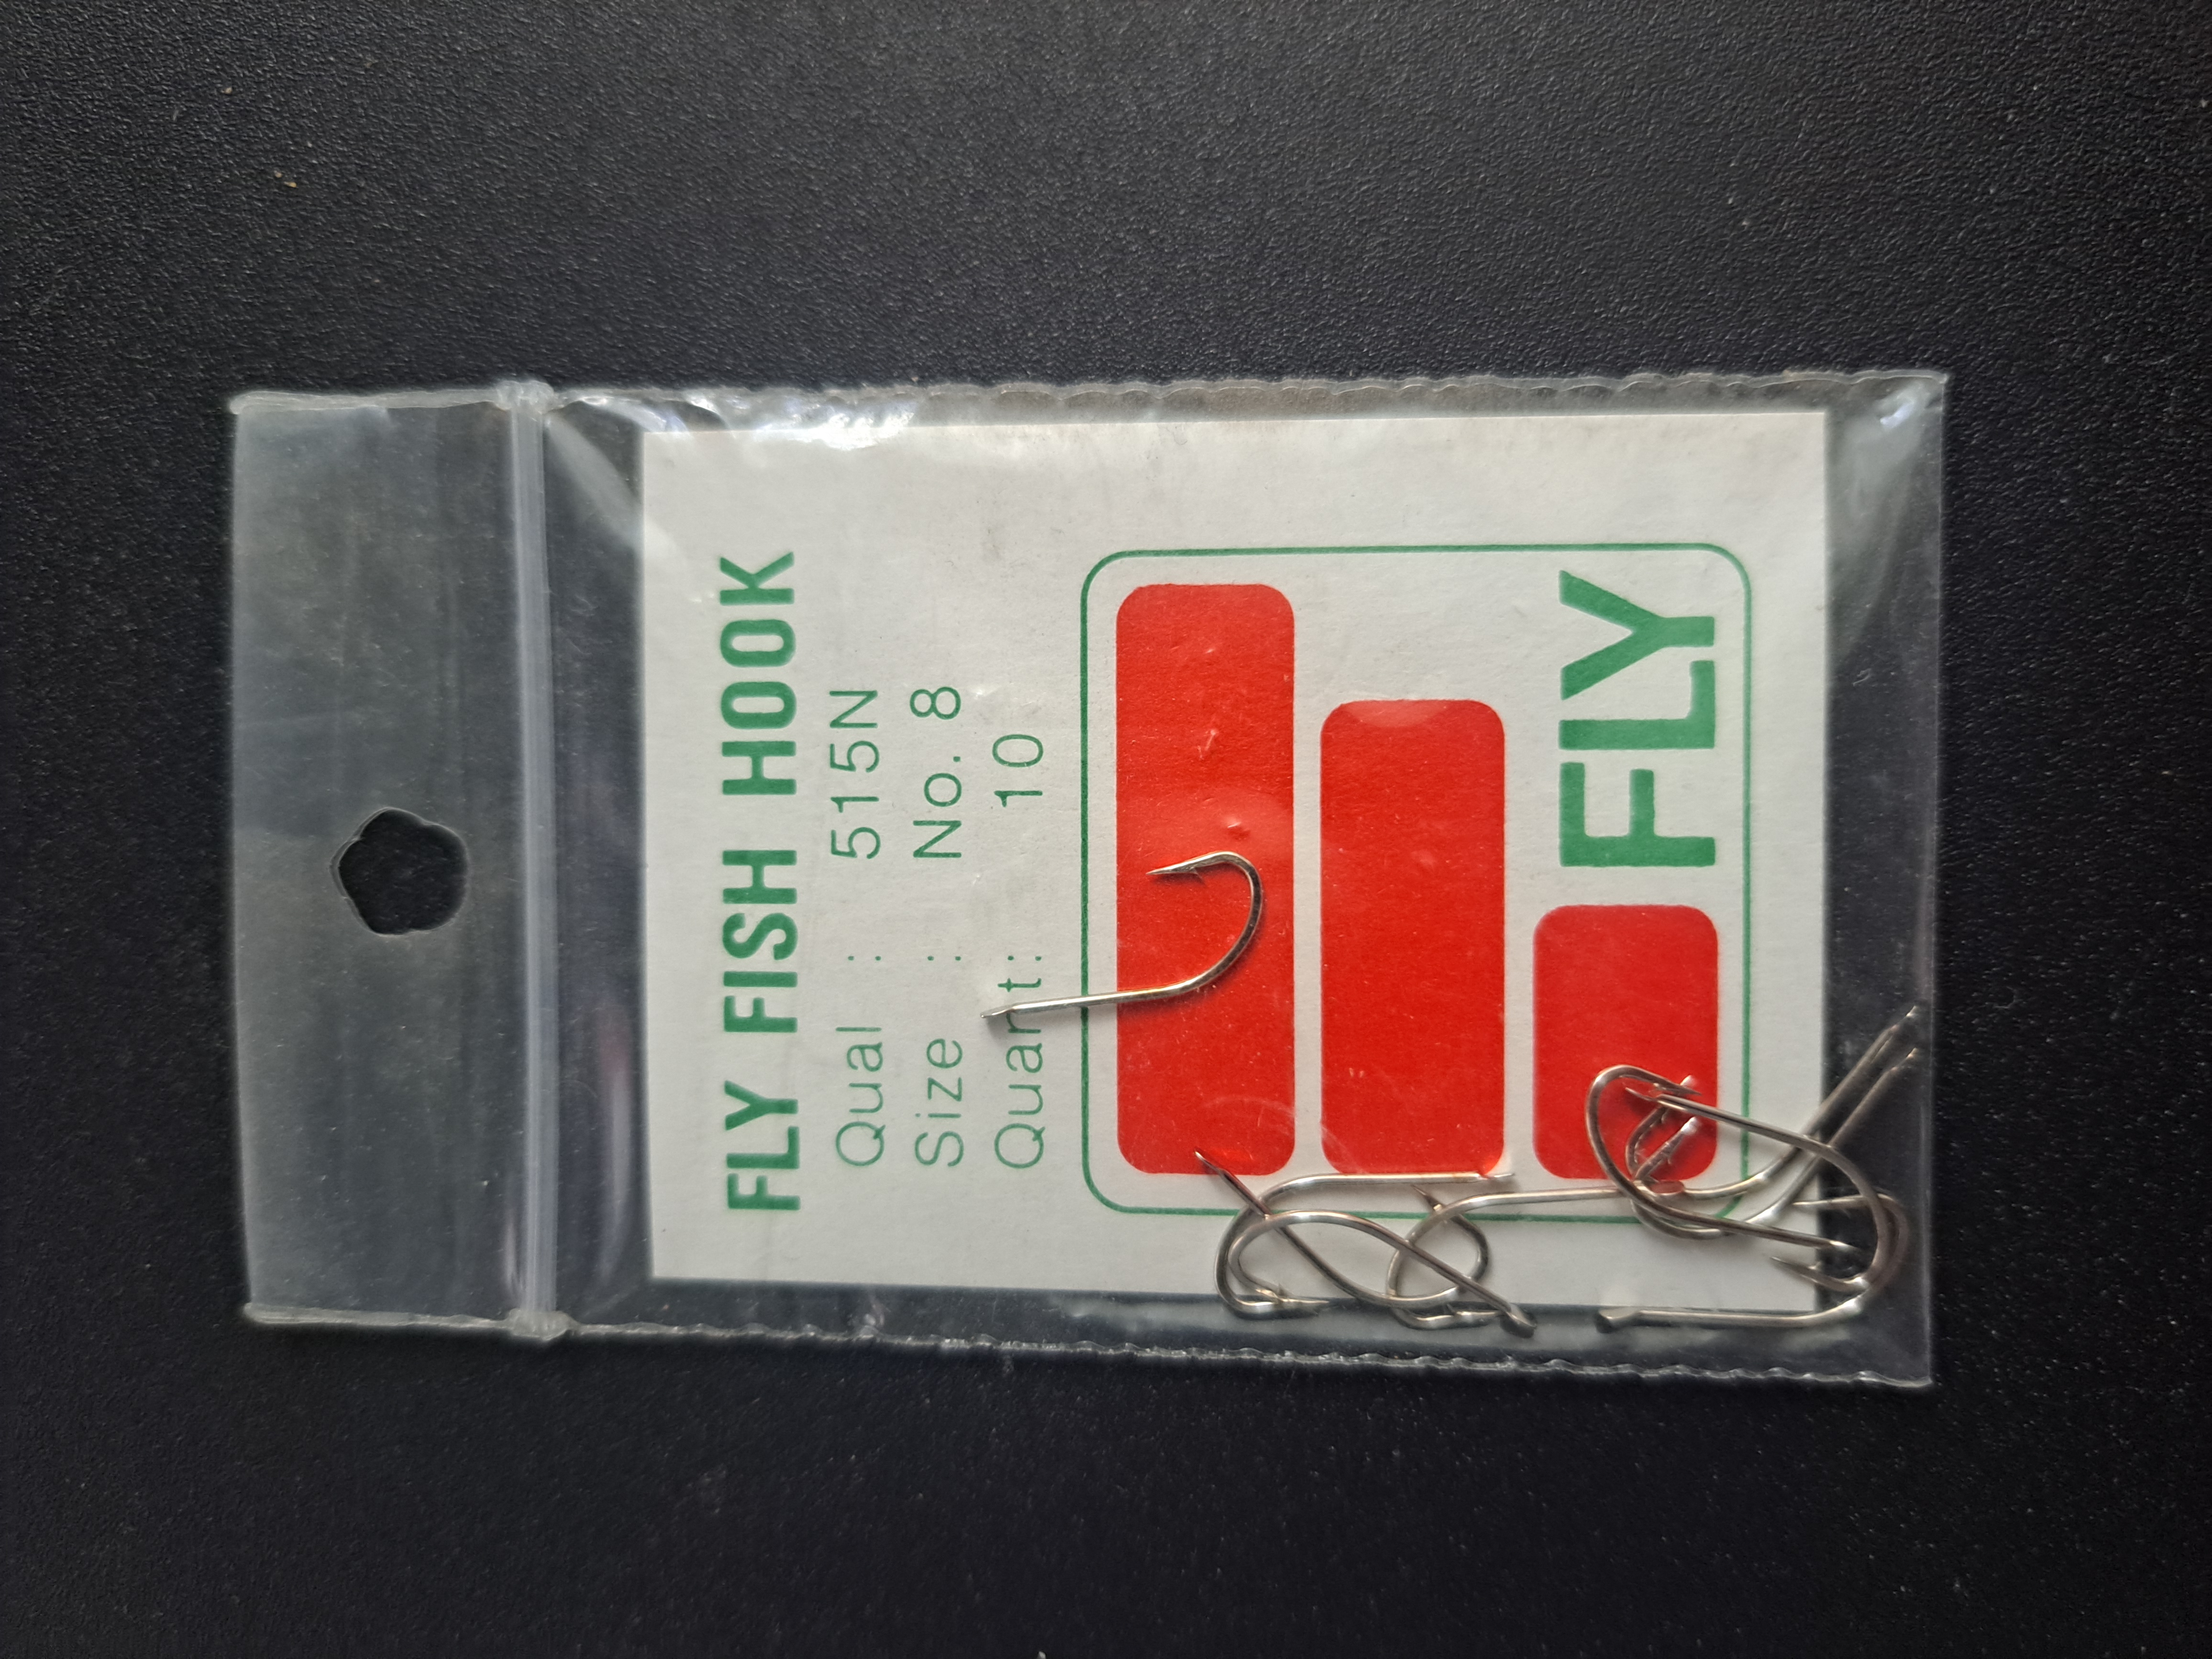 FLY FISH HOOK
Qual : 515N
Size : No. 8
Quant: 10
FLY